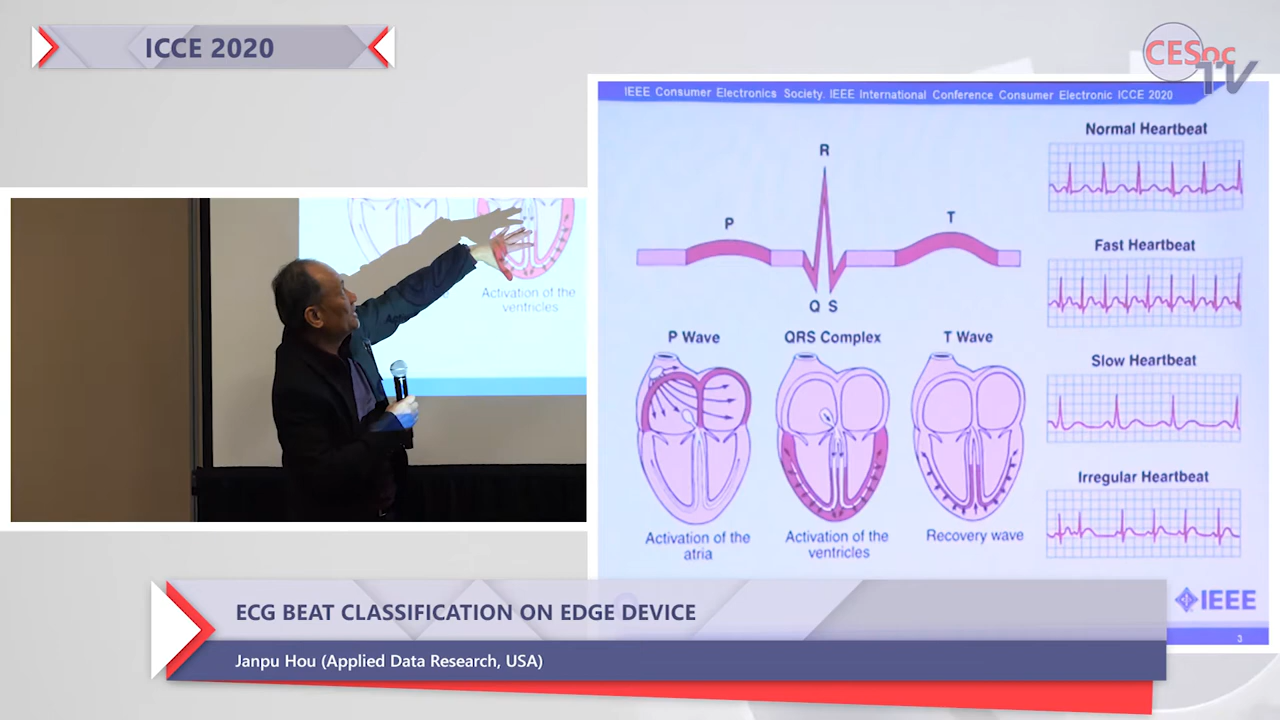 ICCE 2020
CESoc
TV
IEEE Consumer Electronics Society. IEEE International Conference Consumer Electronic ICCE 2020
R
P
T
Q S
P Wave
QRS Complex
T Wave
Activation of the
atria
Activation of the
ventricles
Recovery wave
Normal Heartbeat
Fast Heartbeat
Slow Heartbeat
Irregular Heartbeat
IEEE
3
Activation of the
ventricles
ECG BEAT CLASSIFICATION ON EDGE DEVICE
Janpu Hou (Applied Data Research, USA)